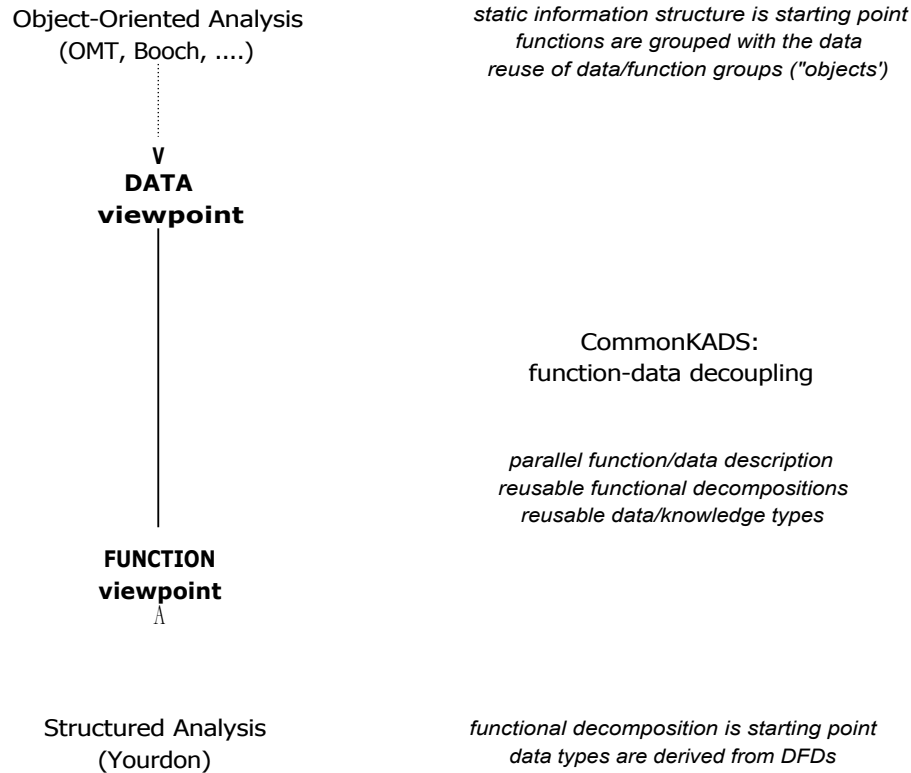 Object-Oriented Analysis
(OMT, Booch, ....)
static information structure is starting point
functions are grouped with the data
reuse of data/function groups ("objects')
V
DATA
viewpoint
CommonKADS:
function-data decoupling
parallel function/data description
reusable functional decompositions
reusable data/knowledge types
FUNCTION
viewpoint
Λ
Structured Analysis
(Yourdon)
functional decomposition is starting point
data types are derived from DFDs